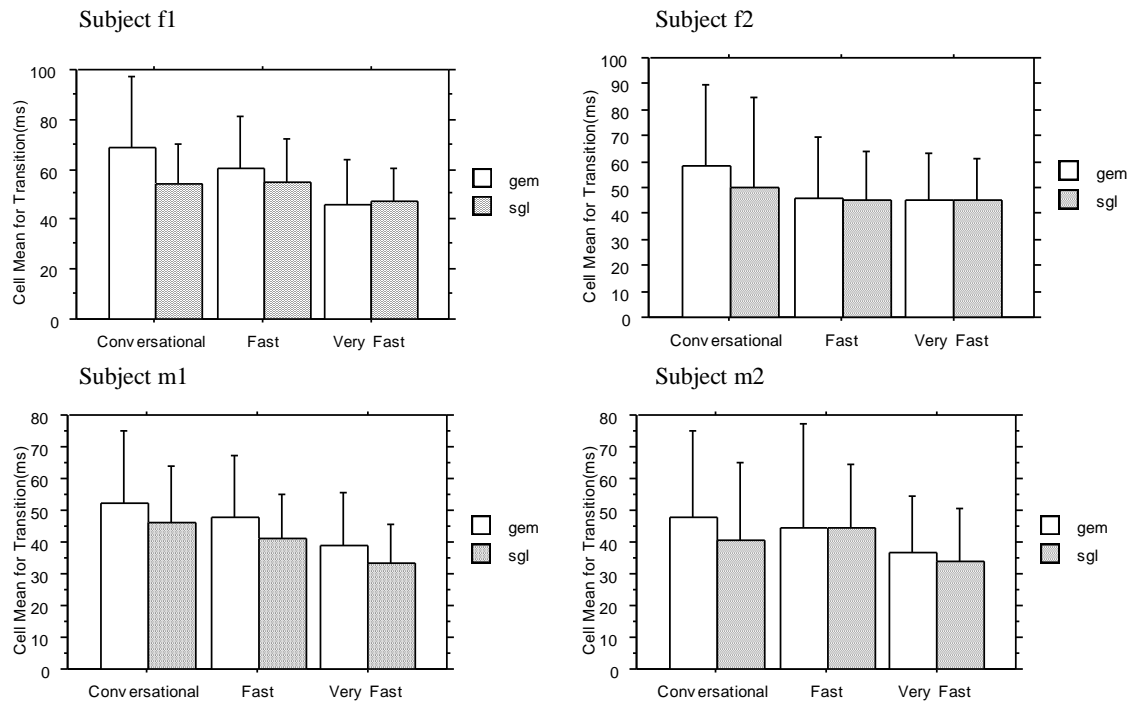 Subject f1
Cell Mean for Transition(ms)
100
80
60
40
20
0
Conversational Fast Very Fast
gem
sgl
Subject f2
Cell Mean for Transition(ms)
100
90
80
70
60
50
40
30
20
10
0
Conversational Fast Very Fast
gem
sgl
Subject m1
Cell Mean for Transition(ms)
80
70
60
50
40
30
20
10
0
Conversational Fast Very Fast
gem
sgl
Subject m2
Cell Mean for Transition(ms)
80
70
60
50
40
30
20
10
0
Conversational Fast Very Fast
gem
sgl